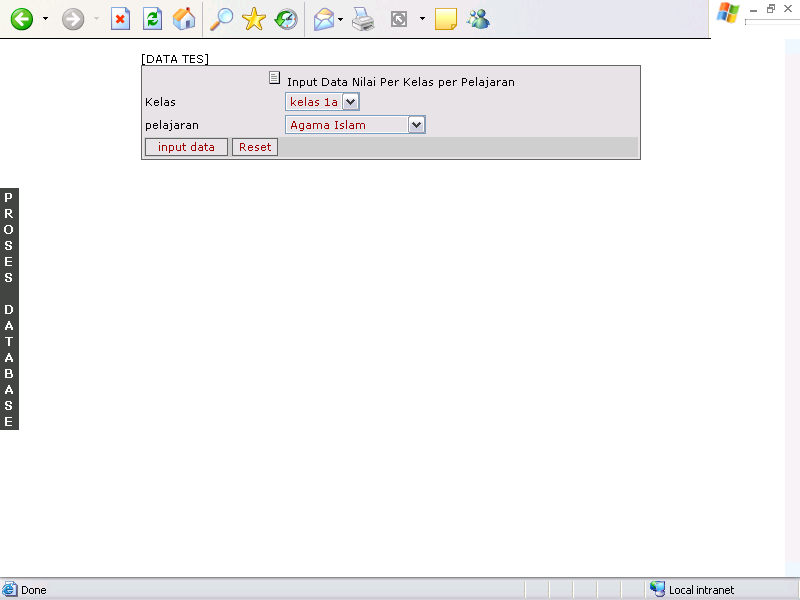 [DATA TES]
Input Data Nilai Per Kelas per Pelajaran
Kelas kelas 1a
pelajaran Agama Islam
input data Reset
PROSES DATABASE
Done Local intranet